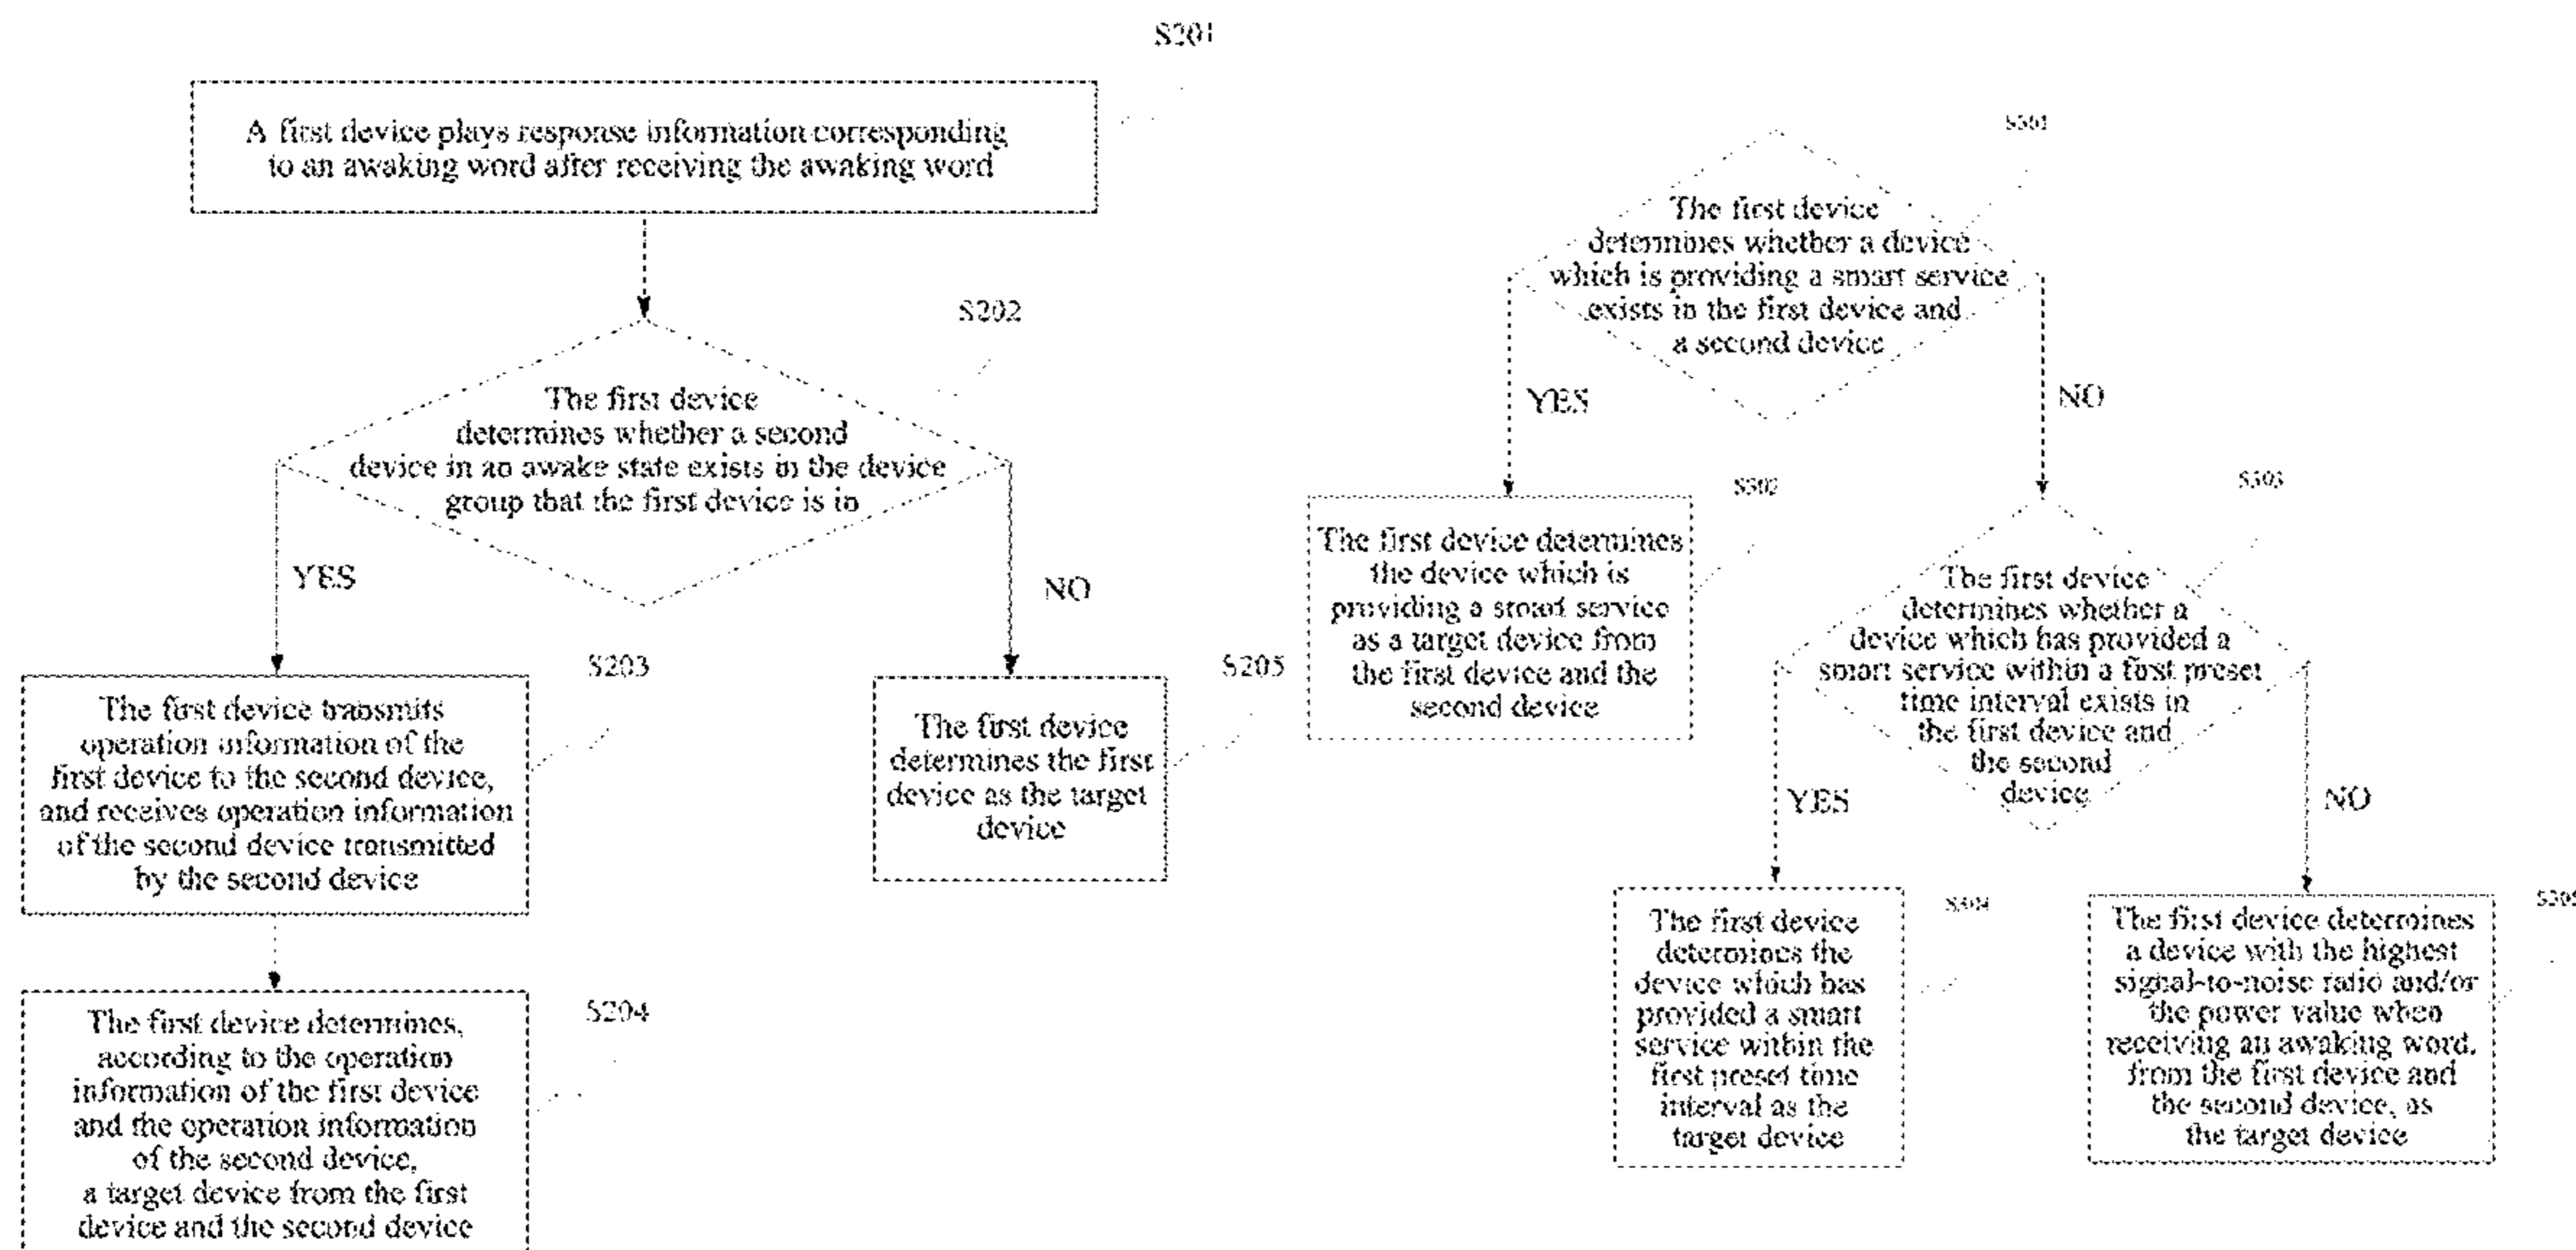 S201
A first device plays response information corresponding
to an awaking word after receiving the awaking word
S202
The first device
determines whether a second
device in an awake state exists in the device
group that the first device is in
YES
NO
S203
The first device transmits
operation information of the
first device to the second device,
and receives operation information
of the second device transmitted
by the second device
S205
The first device
determines the first
device as the target
device
S204
The first device determines,
according to the operation
information of the first device
and the operation information
of the second device,
a target device from the first
device and the second device
S301
The first device
determines whether a device
which is providing a smart service
exists in the first device and
a second device
YES
NO
S302
The first device determines
the device which is
providing a smart service
as a target device from
the first device and the
second device
S303
The first device
determines whether a
device which has provided a
smart service within a first preset
time interval exists in
the first device and
the second
device
YES
NO
S304
The first device
determines the
device which has
provided a smart
service within the
first preset time
interval as the
target device
S305
The first device determines
a device with the highest
signal-to-noise ratio and/or
the power value when
receiving an awaking word,
from the first device and
the second device, as
the target device